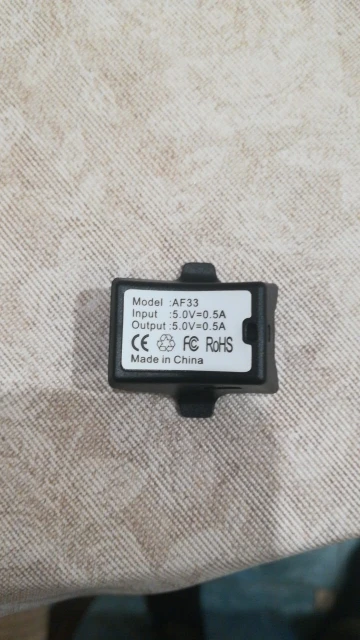 Model :AF33
Input :5.0V=0.5A
Output :5.0V=0.5A
CE FC RoHS
Made in China